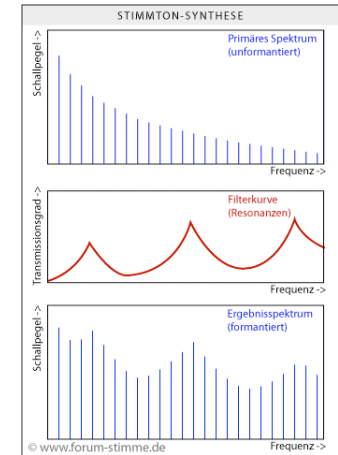 STIMMTON-SYNTHESE
Primäres Spektrum
(unformantiert)
Schallpegel ->
Frequenz ->
Filterkurve
(Resonanzen)
Transmissionsgrad ->
Frequenz ->
Ergebnisspektrum
(formantiert)
Schallpegel ->
Frequenz ->
© www.forum-stimme.de